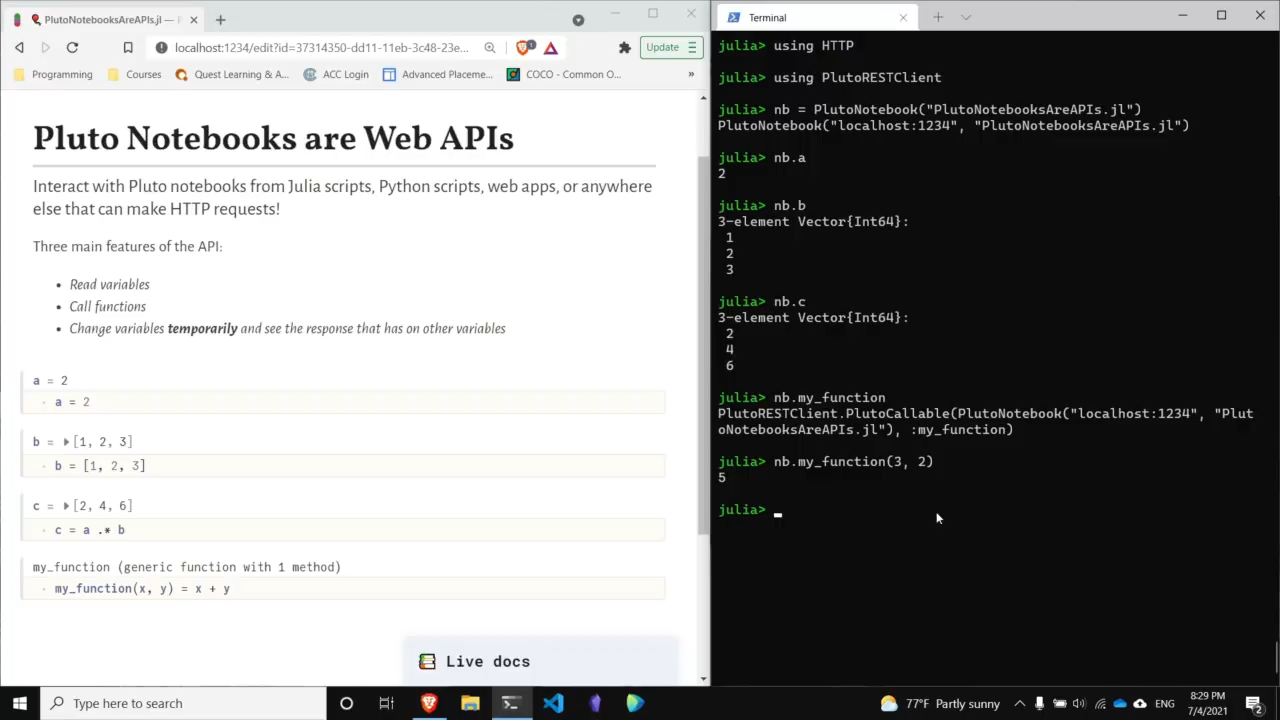 PlutoNotebooksAreAPIs.jl —
localhost:1234/edit?id=37314350-dd11-11eb-3cd8-23e...
1
Update
Programming
Courses
Quest Learning & A...
ACC Login
Advanced Placeme...
COCO - Common O...
»
Pluto Notebooks are Web APIs
Interact with Pluto notebooks from Julia scripts, Python scripts, web apps, or anywhere
else that can make HTTP requests!
Three main features of the API:
• Read variables
• Call functions
• Change variables temporarily and see the response that has on other variables
a = 2
a = 2
b = [1, 2, 3]
b = [1, 2, 3]
c = [2, 4, 6]
c = a .* b
my_function (generic function with 1 method)
my_function(x, y) = x + y
Live docs
Terminal
julia> using HTTP
julia> using PlutoRESTClient
julia> nb = PlutoNotebook("PlutoNotebooksAreAPIs.jl")
PlutoNotebook("localhost:1234", "PlutoNotebooksAreAPIs.jl")
julia> nb.a
2
julia> nb.b
3-element Vector{Int64}:
1
2
3
julia> nb.c
3-element Vector{Int64}:
2
4
6
julia> nb.my_function
PlutoRESTClient.PlutoCallable(PlutoNotebook("localhost:1234", "Plut
oNotebooksAreAPIs.jl"), :my_function)
julia> nb.my_function(3, 2)
5
julia>
Type here to search
77°F Partly sunny
ENG
8:29 PM
7/4/2021
2